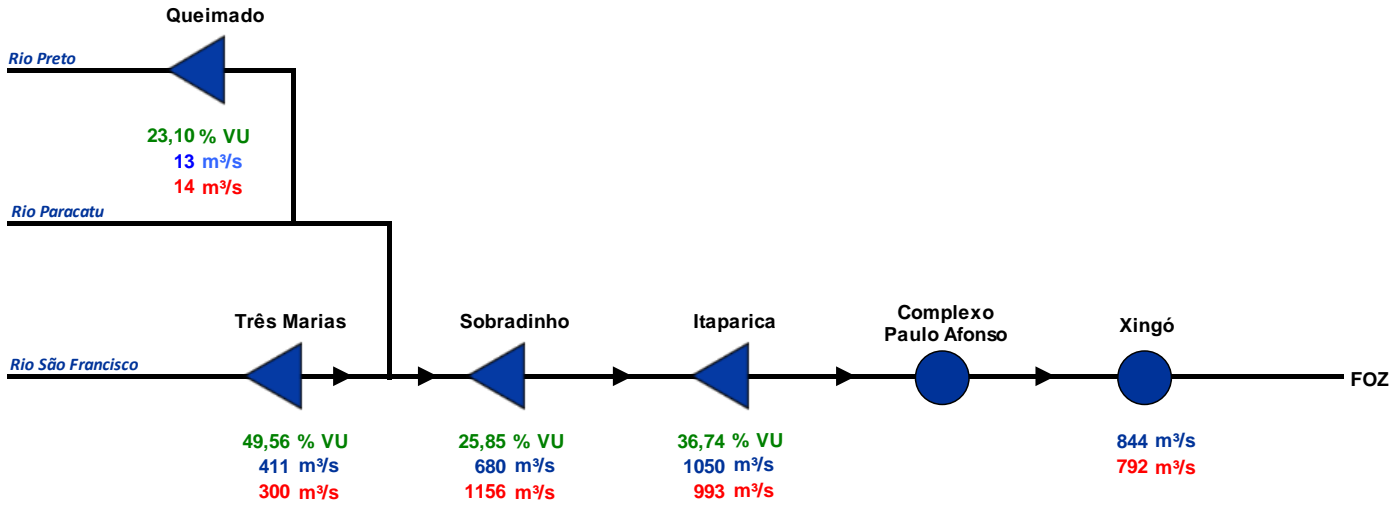 Queimado
Rio Preto
23,10 % VU
13 m³/s
14 m³/s
Rio Paracatu
Três Marias
Sobradinho
Itaparica
Complexo
Paulo Afonso
Xingó
Rio São Francisco
FOZ
49,56 % VU
411 m³/s
300 m³/s
25,85 % VU
680 m³/s
1156 m³/s
36,74 % VU
1050 m³/s
993 m³/s
844 m³/s
792 m³/s